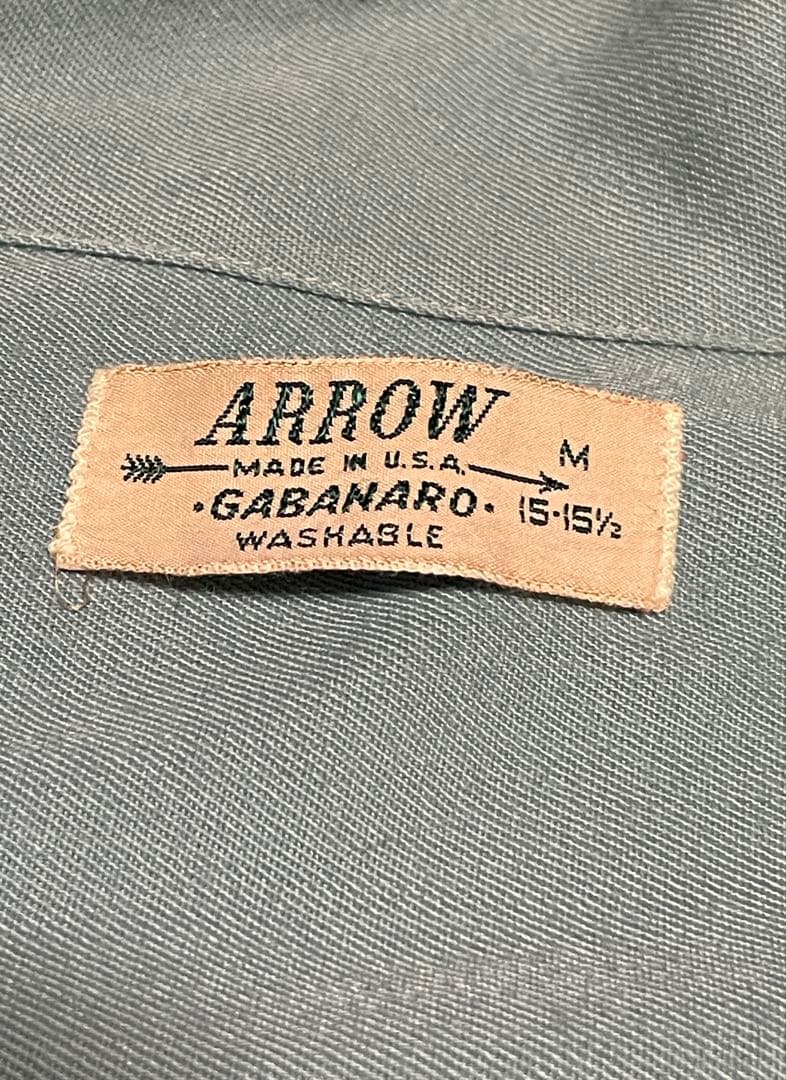 ARROW
MADE IN U.S.A.
M
•GABANARO•
15•15½
WASHABLE